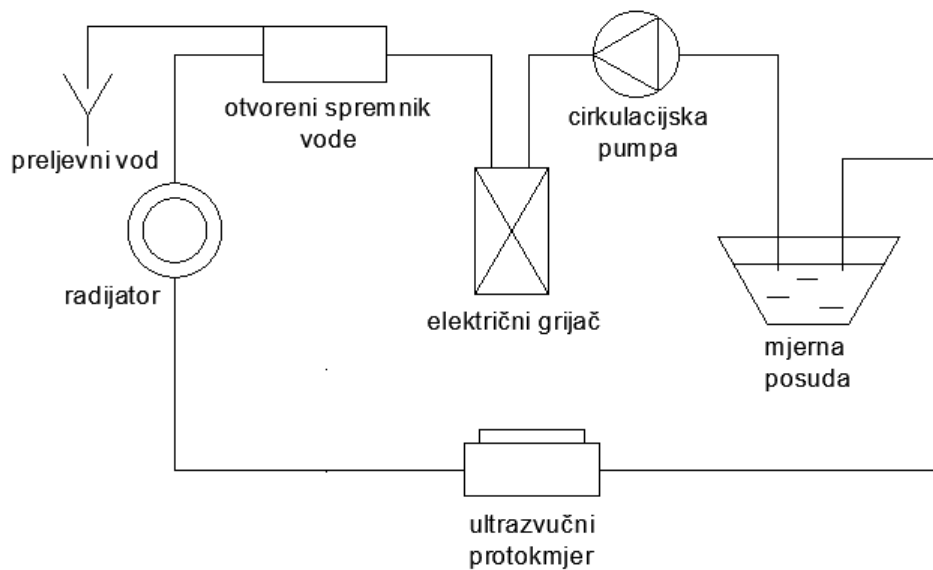 otvoreni spremnik
vode
cirkulacijska
pumpa
preljevni vod
radijator
električni grijač
mjerna
posuda
ultrazvučni
protokmjer